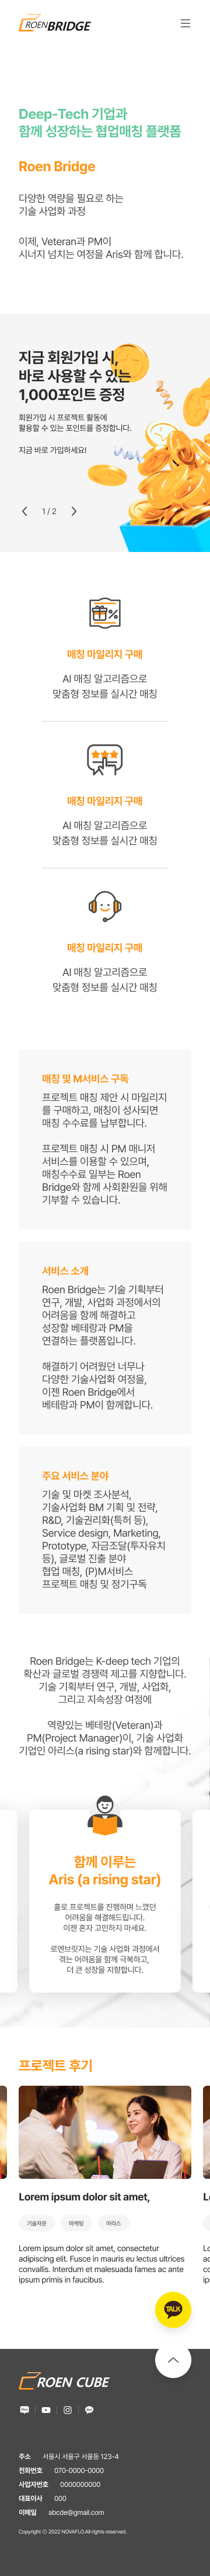 ROEN BRIDGE
Deep-Tech 기업과
함께 성장하는 협업매칭 플랫폼
Roen Bridge
다양한 역량을 필요로 하는
기술 사업화 과정
이제, Veteran과 PM이
시너지 넘치는 여정을 Aris와 함께 합니다.
지금 회원가입 시,
바로 사용할 수 있는
1,000포인트 증정
회원가입 시 프로젝트 활동에
활용할 수 있는 포인트를 증정합니다.
지금 바로 가입하세요!
1 / 2
매칭 마일리지 구매
AI 매칭 알고리즘으로
맞춤형 정보를 실시간 매칭
매칭 마일리지 구매
AI 매칭 알고리즘으로
맞춤형 정보를 실시간 매칭
매칭 마일리지 구매
AI 매칭 알고리즘으로
맞춤형 정보를 실시간 매칭
매칭 및 M서비스 구독
프로젝트 매칭 제안 시 마일리지
를 구매하고, 매칭이 성사되면
매칭 수수료를 납부합니다.
프로젝트 매칭 시 PM 매니저
서비스를 이용할 수 있으며,
매칭수수료 일부는 Roen
Bridge와 함께 사회환원을 위해
기부할 수 있습니다.
서비스 소개
Roen Bridge는 기술 기획부터
연구, 개발, 사업화 과정에서의
어려움을 함께 해결하고
성장할 베테랑과 PM을
연결하는 플랫폼입니다.
해결하기 어려웠던 너무나
다양한 기술사업화 여정을,
이젠 Roen Bridge에서
베테랑과 PM이 함께합니다.
주요 서비스 분야
기술 및 마켓 조사분석,
기술사업화 BM 기획 및 전략,
R&D, 기술권리화(특허 등),
Service design, Marketing,
Prototype, 자금조달(투자유치
등), 글로벌 진출 분야
협업 매칭, (P)M서비스
프로젝트 매칭 및 정기구독
Roen Bridge는 K-deep tech 기업의
확산과 글로벌 경쟁력 제고를 지향합니다.
기술 기획부터 연구, 개발, 사업화,
그리고 지속성장 여정에
역량있는 베테랑(Veteran)과
PM(Project Manager)이, 기술 사업화
기업인 아리스(a rising star)와 함께합니다.
함께 이루는
Aris (a rising star)
홀로 프로젝트를 진행하며 느꼈던
어려움을 해결해드립니다.
이젠 혼자 고민하지 마세요.
로엔브릿지는 기술 사업화 과정에서
겪는 어려움을 함께 극복하고,
더 큰 성장을 지향합니다.
프로젝트 후기
Lorem ipsum dolor sit amet,
기술자문
마케팅
아리스
Lorem ipsum dolor sit amet, consectetur
adipiscing elit. Fusce in mauris eu lectus ultrices
convallis. Interdum et malesuada fames ac ante
ipsum primis in faucibus.
TALK
ROEN CUBE
주소 서울시 서울구 서울동 123-4
전화번호 070-0000-0000
사업자번호 0000000000
대표이사 000
이메일 abcde@gmail.com
Copyright ⓒ 2022 NOVAFLO.All rights reserved.